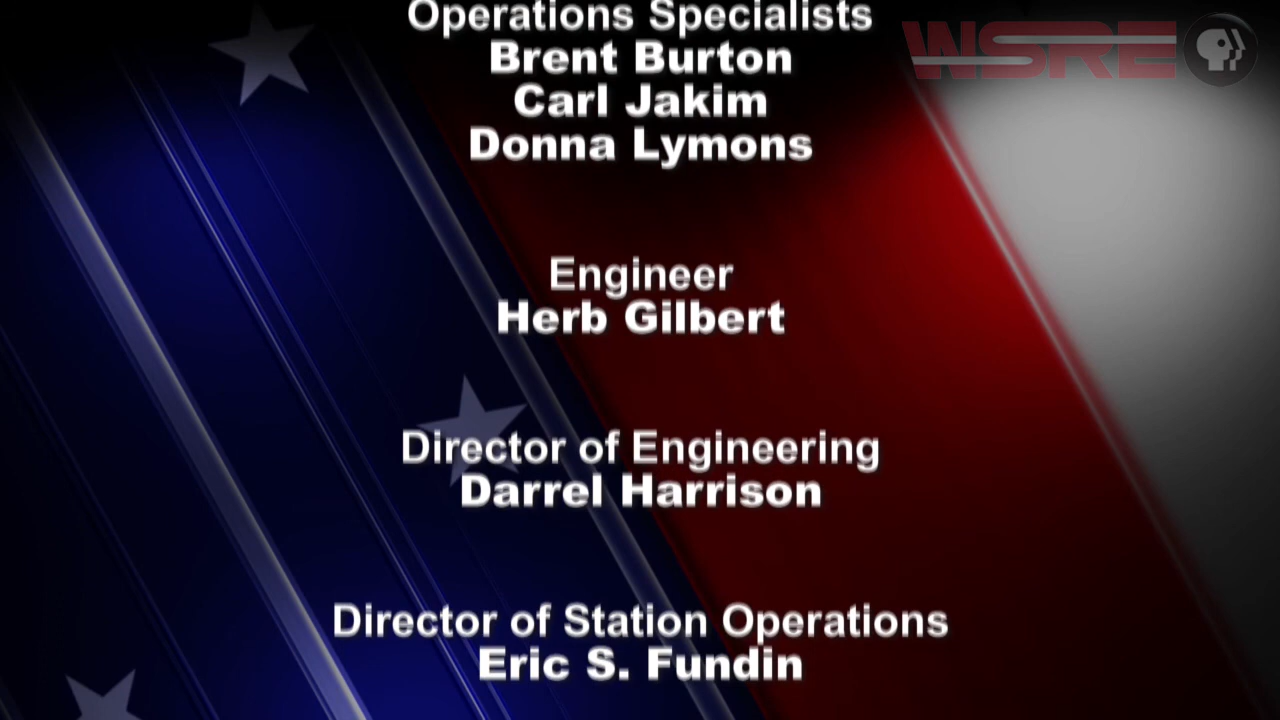 Operations Specialists
WSRE
Brent Burton
Carl Jakim
Donna Lymons
Engineer
Herb Gilbert
Director of Engineering
Darrel Harrison
Director of Station Operations
Eric S. Fundin